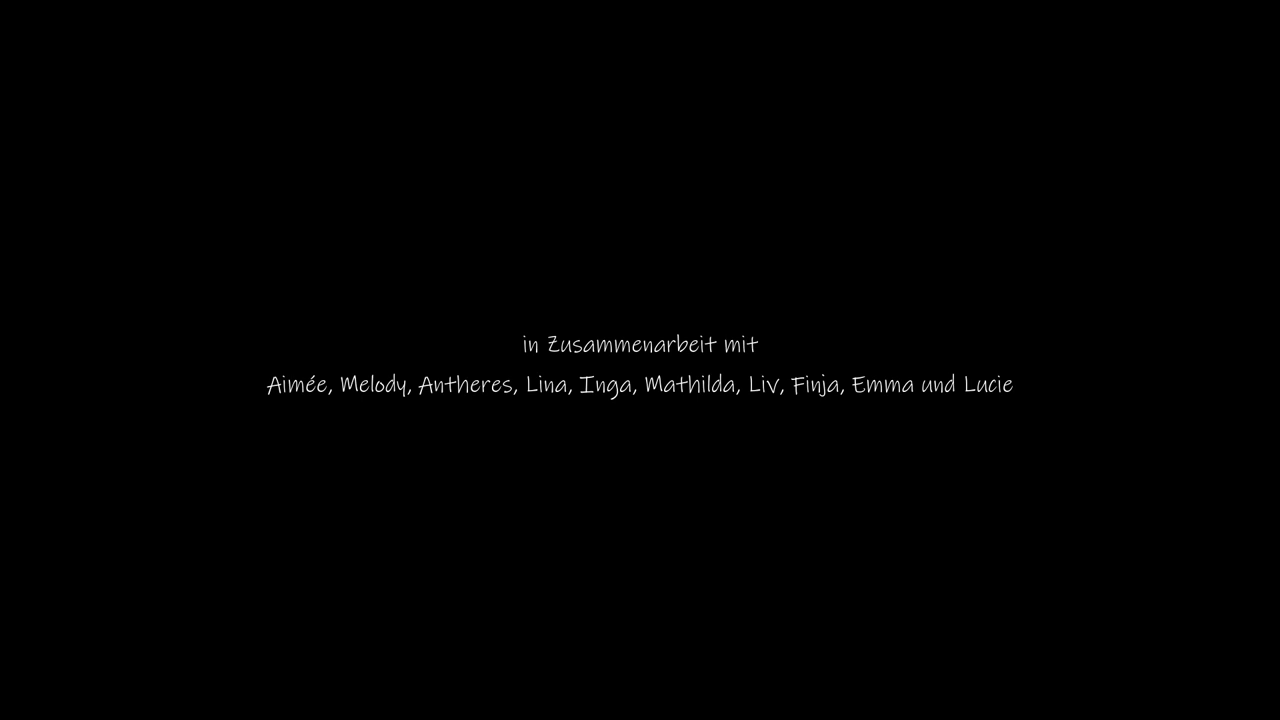 in Zusammenarbeit mit
Aimée, Melody, Antheres, Lina, Inga, Mathilda, Liv, Finja, Emma und Lucie